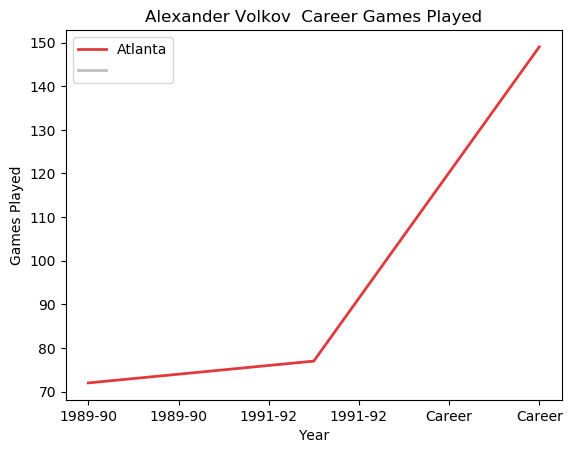 Alexander Volkov  Career Games Played
Atlanta
150
140
130
120
110
100
90
80
70
Games Played
1989-90 1989-90 1991-92 1991-92 Career Career
Year